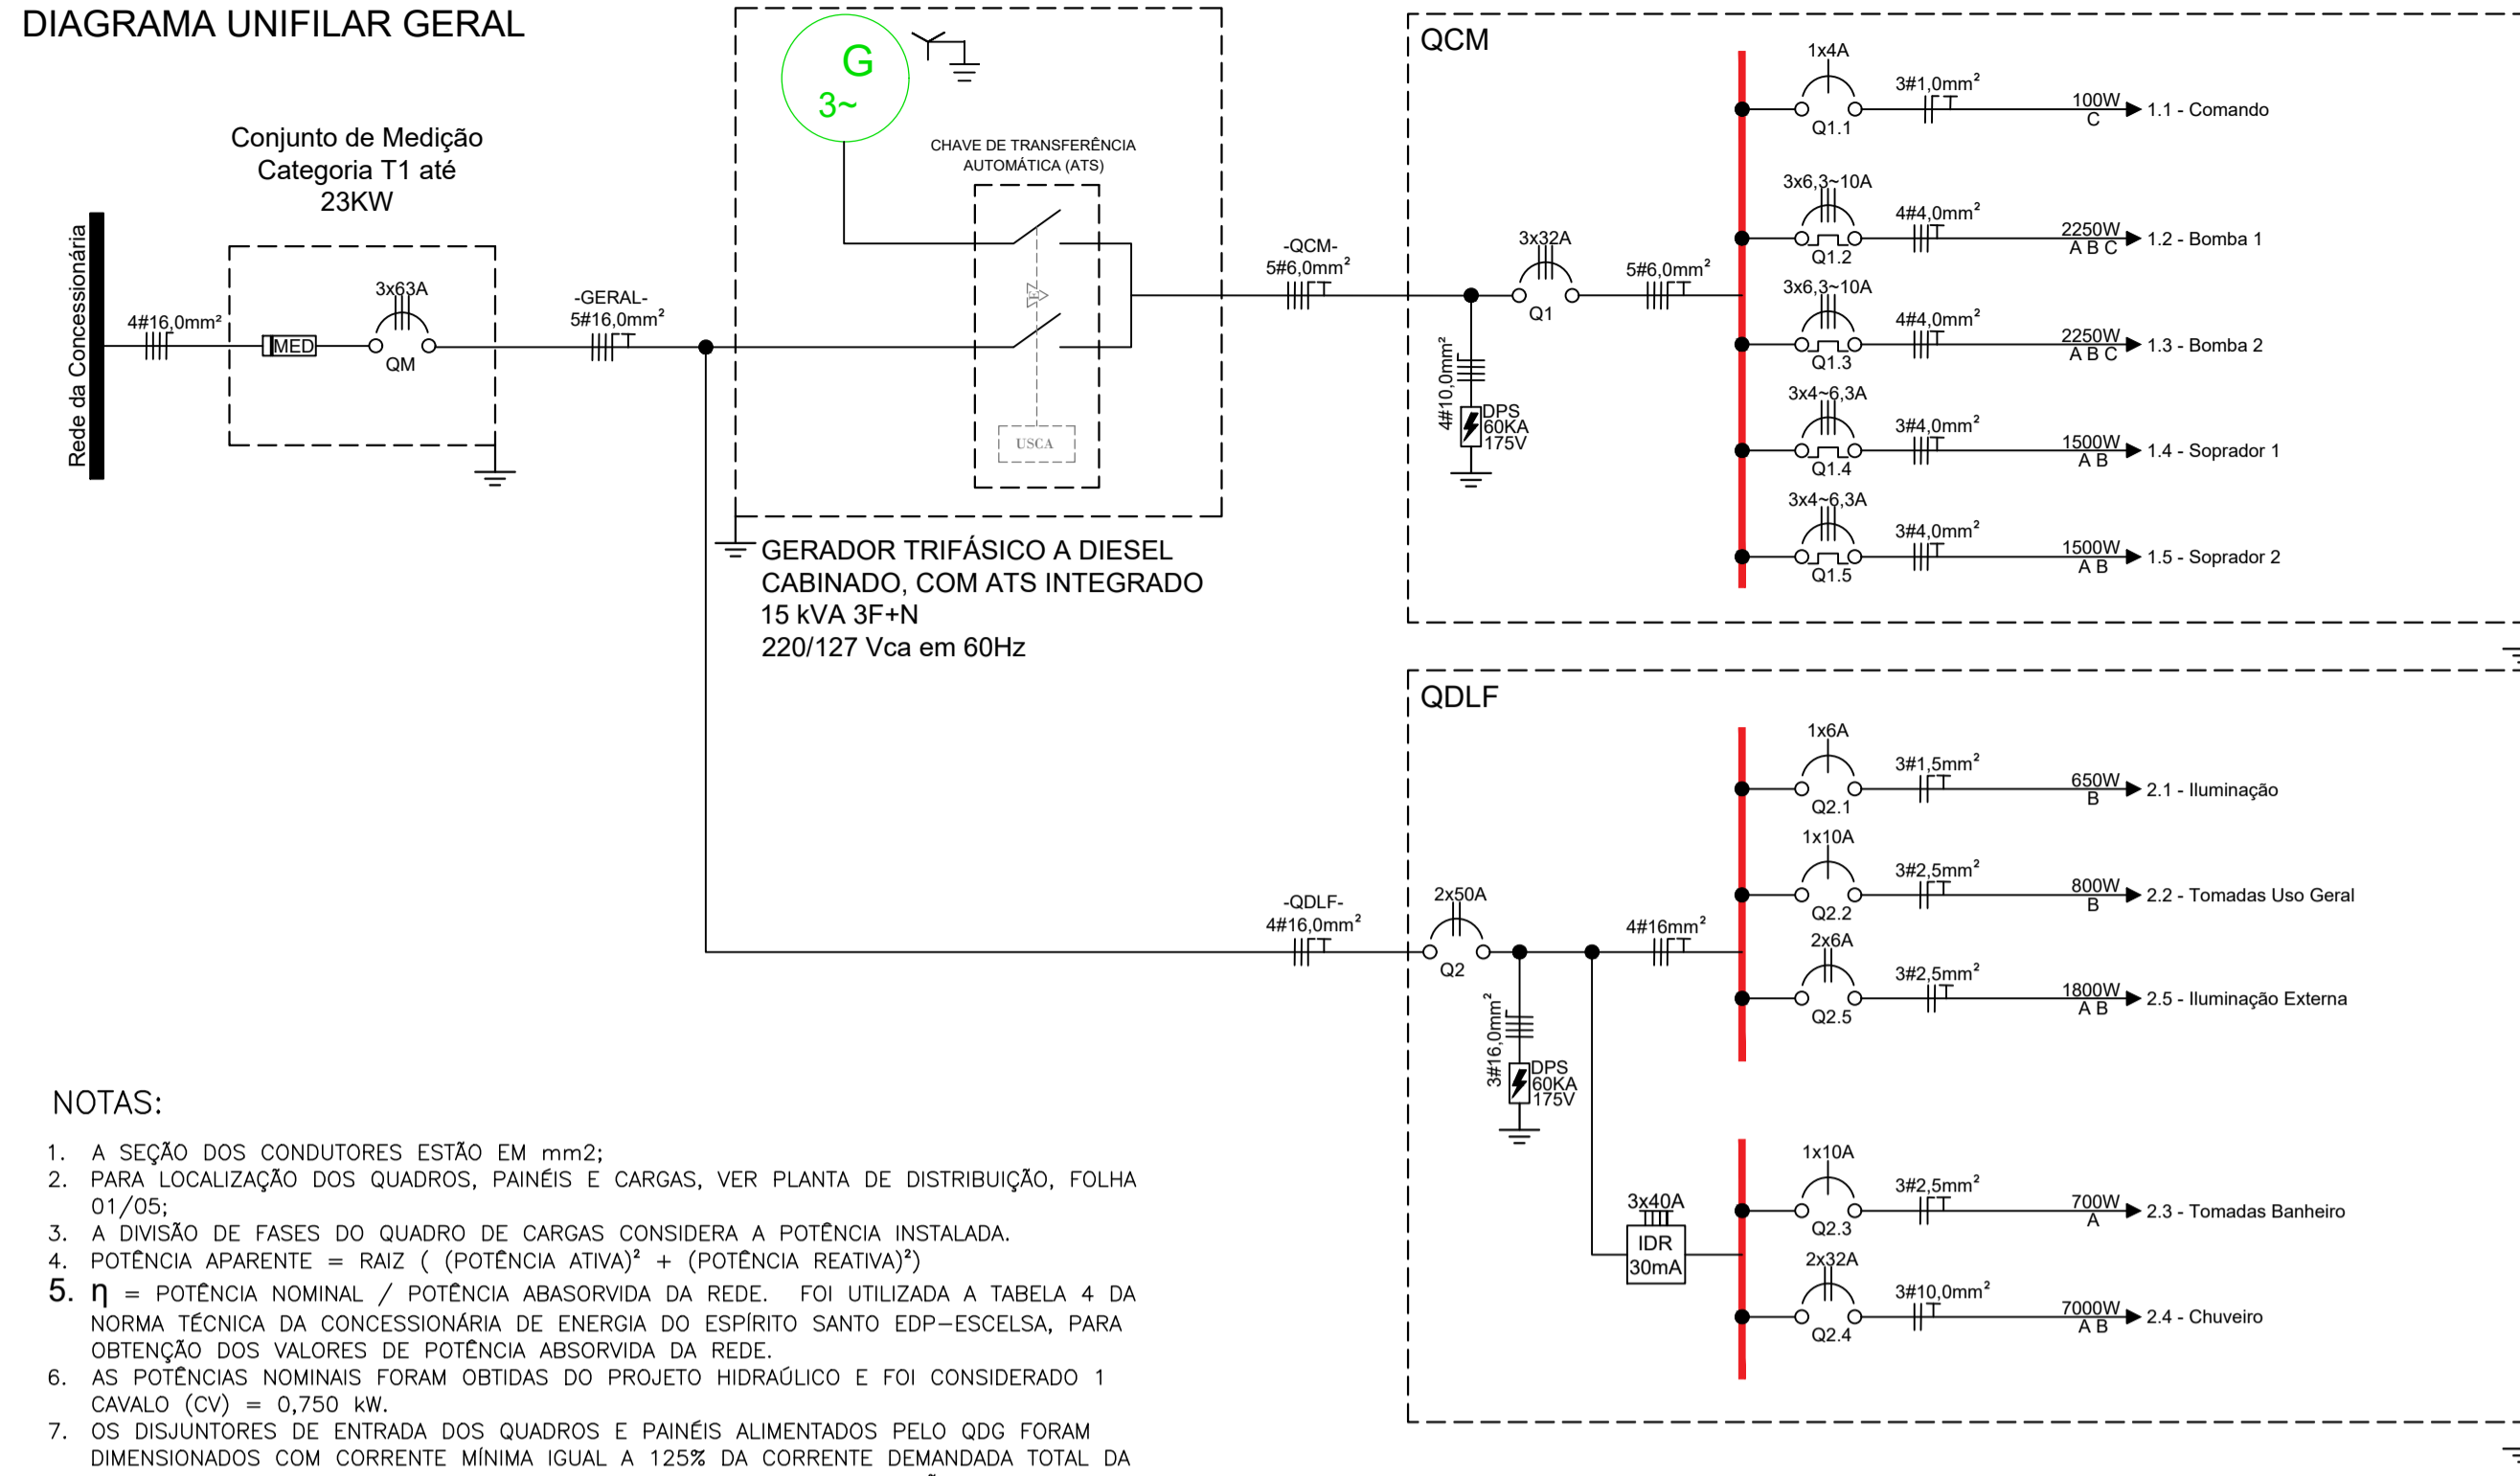 DIAGRAMA UNIFILAR GERAL
Conjunto de Medição
Categoria T1 até
23KW
Rede da Concessionária
4#16,0mm²
MED
3x63A
QM
-GERAL-
5#16,0mm²
G
3~
CHAVE DE TRANSFERÊNCIA
AUTOMÁTICA (ATS)
USCA
GERADOR TRIFÁSICO A DIESEL
CABINADO, COM ATS INTEGRADO
15 kVA 3F+N
220/127 Vca em 60Hz
-QCM-
5#6,0mm²
QCM
3x32A
Q1
5#6,0mm²
4#10,0mm²
DPS
60KA
175V
1x4A
Q1.1
3#1,0mm²
100W
C
1.1 - Comando
3x6,3~10A
Q1.2
4#4,0mm²
2250W
A B C
1.2 - Bomba 1
3x6,3~10A
Q1.3
4#4,0mm²
2250W
A B C
1.3 - Bomba 2
3x4~6,3A
Q1.4
3#4,0mm²
1500W
A B
1.4 - Soprador 1
3x4~6,3A
Q1.5
3#4,0mm²
1500W
A B
1.5 - Soprador 2
-QDLF-
4#16,0mm²
QDLF
2x50A
Q2
4#16mm²
3#16,0mm²
DPS
60KA
175V
1x6A
Q2.1
3#1,5mm²
650W
B
2.1 - Iluminação
1x10A
Q2.2
3#2,5mm²
800W
B
2.2 - Tomadas Uso Geral
2x6A
Q2.5
3#2,5mm²
1800W
A B
2.5 - Iluminação Externa
3x40A
IDR
30mA
1x10A
Q2.3
3#2,5mm²
700W
A
2.3 - Tomadas Banheiro
2x32A
Q2.4
3#10,0mm²
7000W
A B
2.4 - Chuveiro
NOTAS:
1. A SEÇÃO DOS CONDUTORES ESTÃO EM mm2;
2. PARA LOCALIZAÇÃO DOS QUADROS, PAINÉIS E CARGAS, VER PLANTA DE DISTRIBUIÇÃO, FOLHA
01/05;
3. A DIVISÃO DE FASES DO QUADRO DE CARGAS CONSIDERA A POTÊNCIA INSTALADA.
4. POTÊNCIA APARENTE = RAIZ ( (POTÊNCIA ATIVA)² + (POTÊNCIA REATIVA)²)
5. η = POTÊNCIA NOMINAL / POTÊNCIA ABASORVIDA DA REDE. FOI UTILIZADA A TABELA 4 DA
NORMA TÉCNICA DA CONCESSIONÁRIA DE ENERGIA DO ESPÍRITO SANTO EDP-ESCELSA, PARA
OBTENÇÃO DOS VALORES DE POTÊNCIA ABSORVIDA DA REDE.
6. AS POTÊNCIAS NOMINAIS FORAM OBTIDAS DO PROJETO HIDRAÚLICO E FOI CONSIDERADO 1
CAVALO (CV) = 0,750 kW.
7. OS DISJUNTORES DE ENTRADA DOS QUADROS E PAINÉIS ALIMENTADOS PELO QDG FORAM
DIMENSIONADOS COM CORRENTE MÍNIMA IGUAL A 125% DA CORRENTE DEMANDADA TOTAL DA